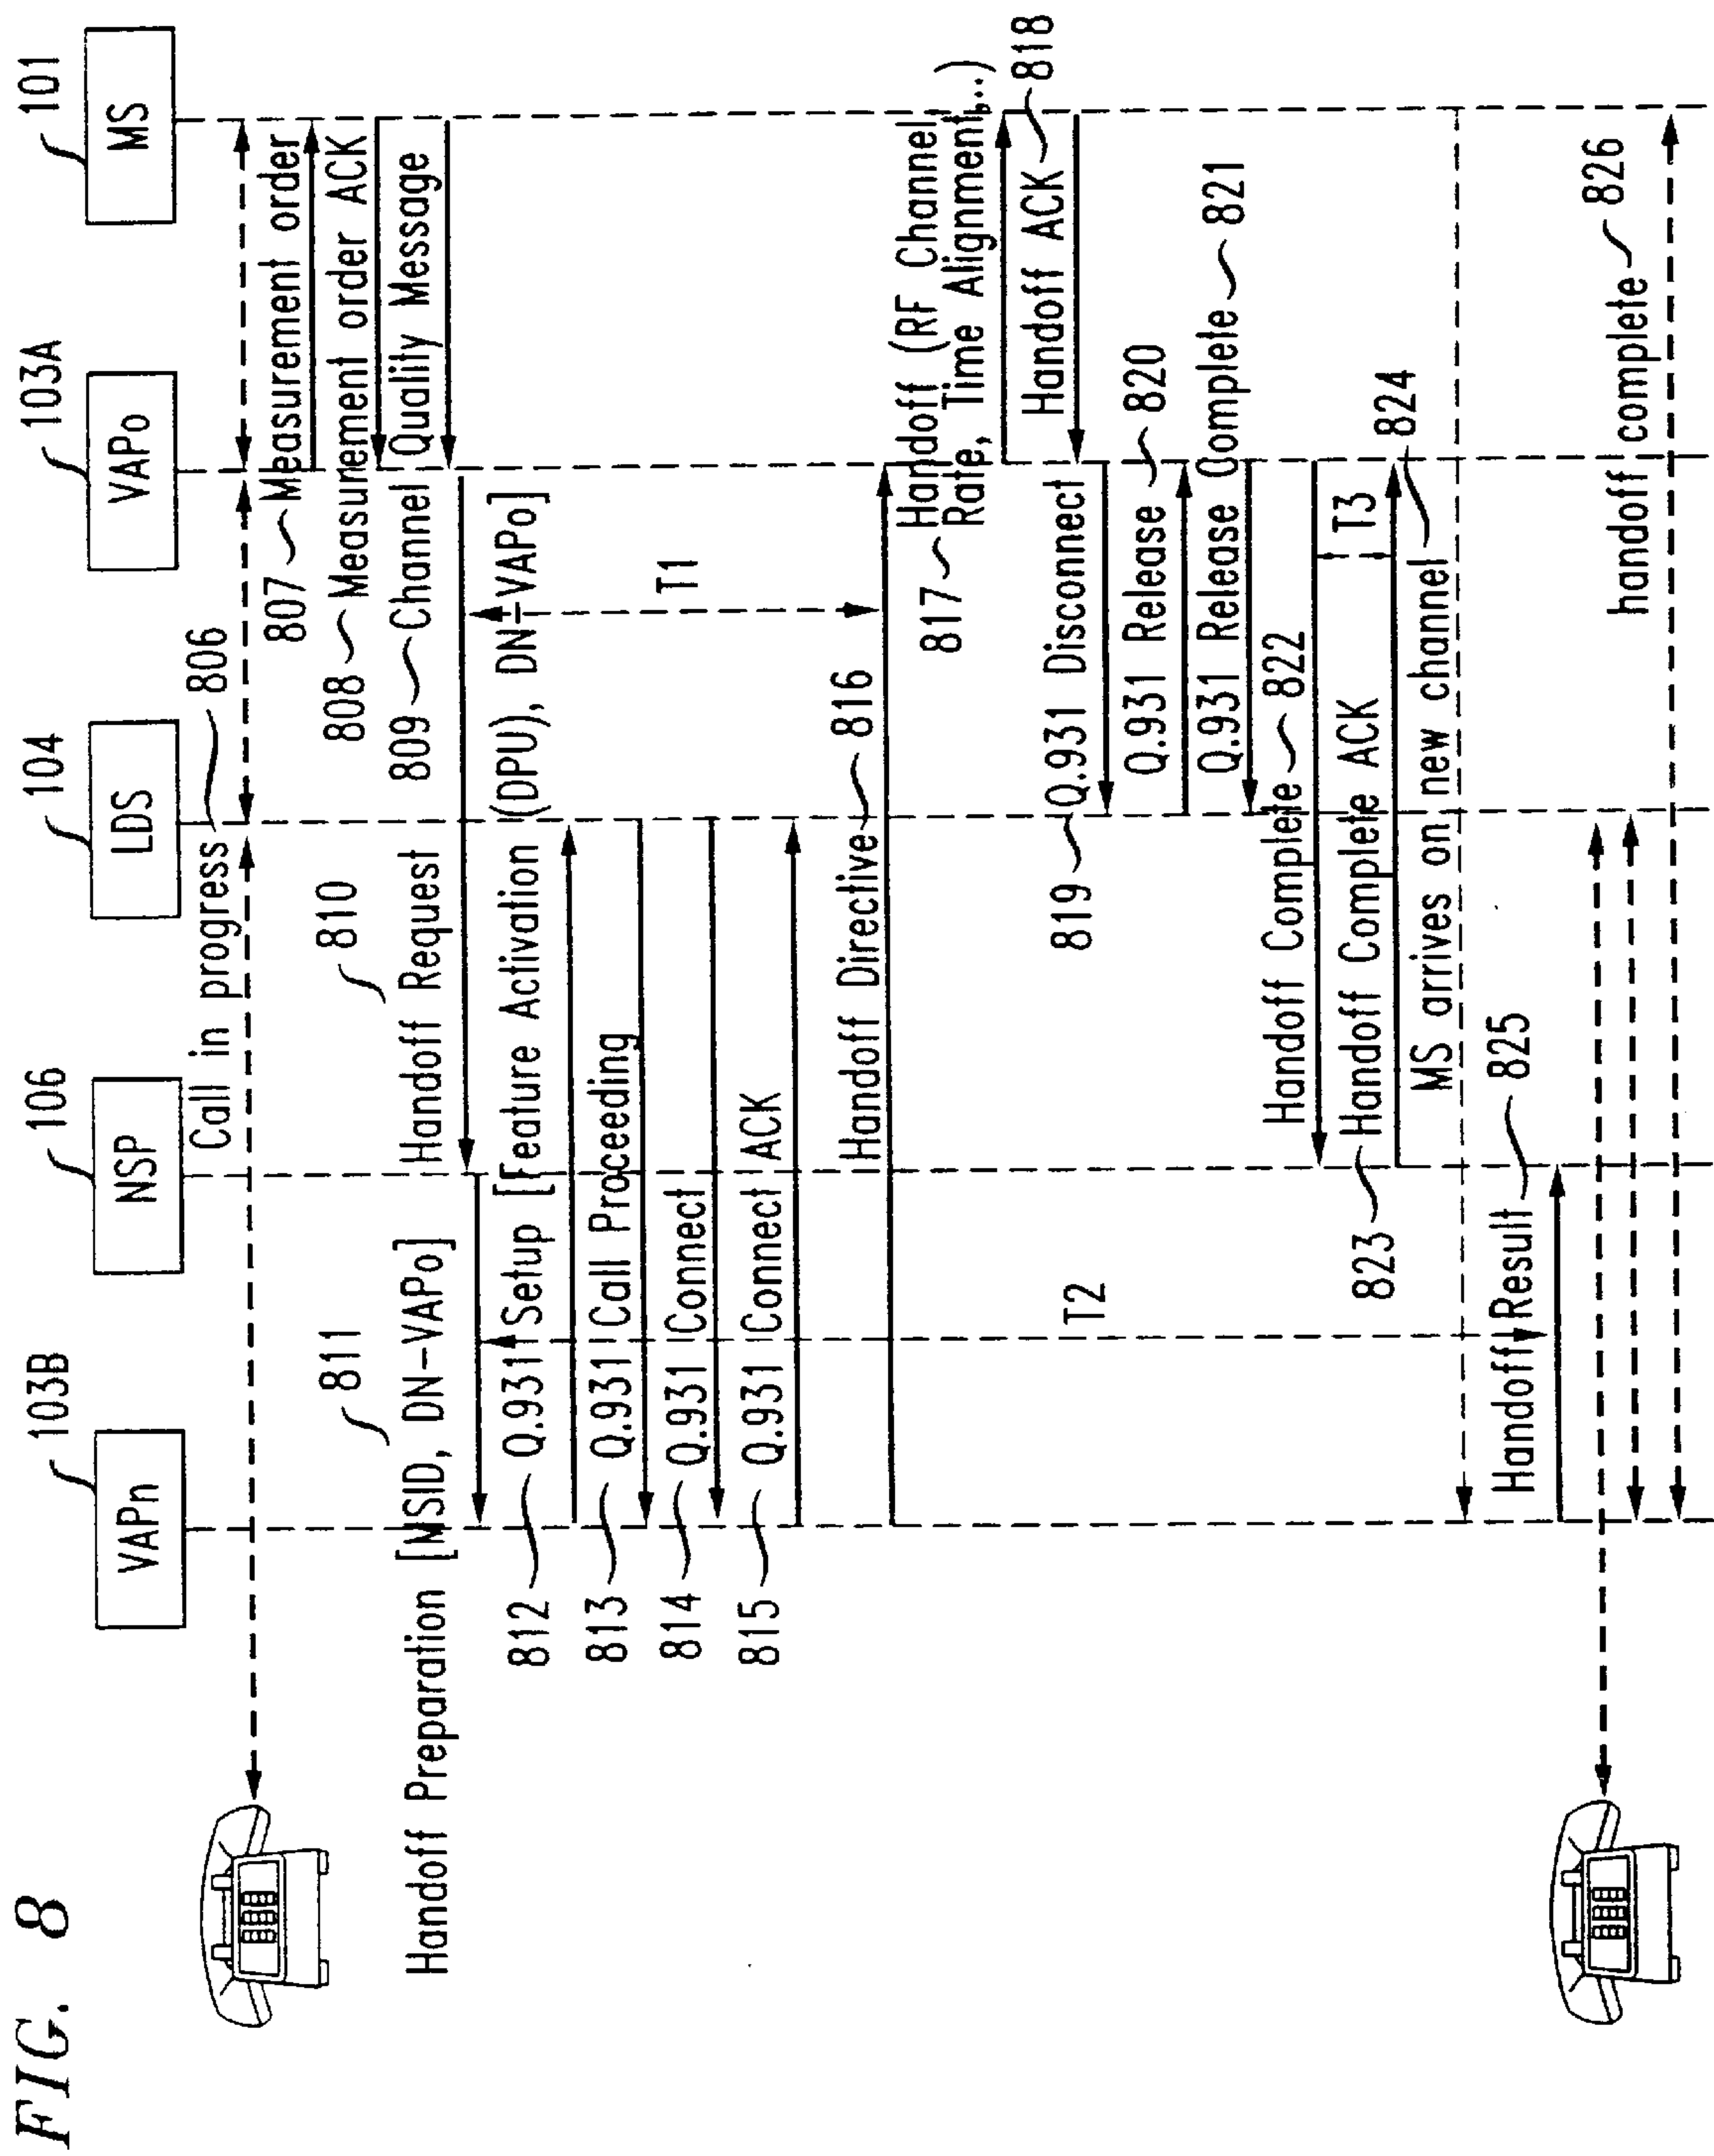 FIG. 8
103B
106
104
103A
101
VAPn
NSP
LDS
VAPo
MS
Call in progress 806
807 Measurement order
808 Measurement order ACK
809 Channel Quality Message
810
Handoff Request
811
Handoff Preparation [MSID, DN-VAPo]
812 Q.931 Setup [Feature Activation (DPU), DN-VAPo]
T1
813 Q.931 Call Proceeding
814 Q.931 Connect
815 Q.931 Connect ACK
Handoff Directive 816
817 Handoff (RF Channel,
Rate, Time Alignment,..)
Handoff ACK 818
819 Q.931 Disconnect
Q.931 Release 820
Q.931 Release Complete 821
T2
Handoff Complete 822
T3
823 Handoff Complete ACK
MS arrives on new channel 824
Handoff Result 825
handoff complete 826